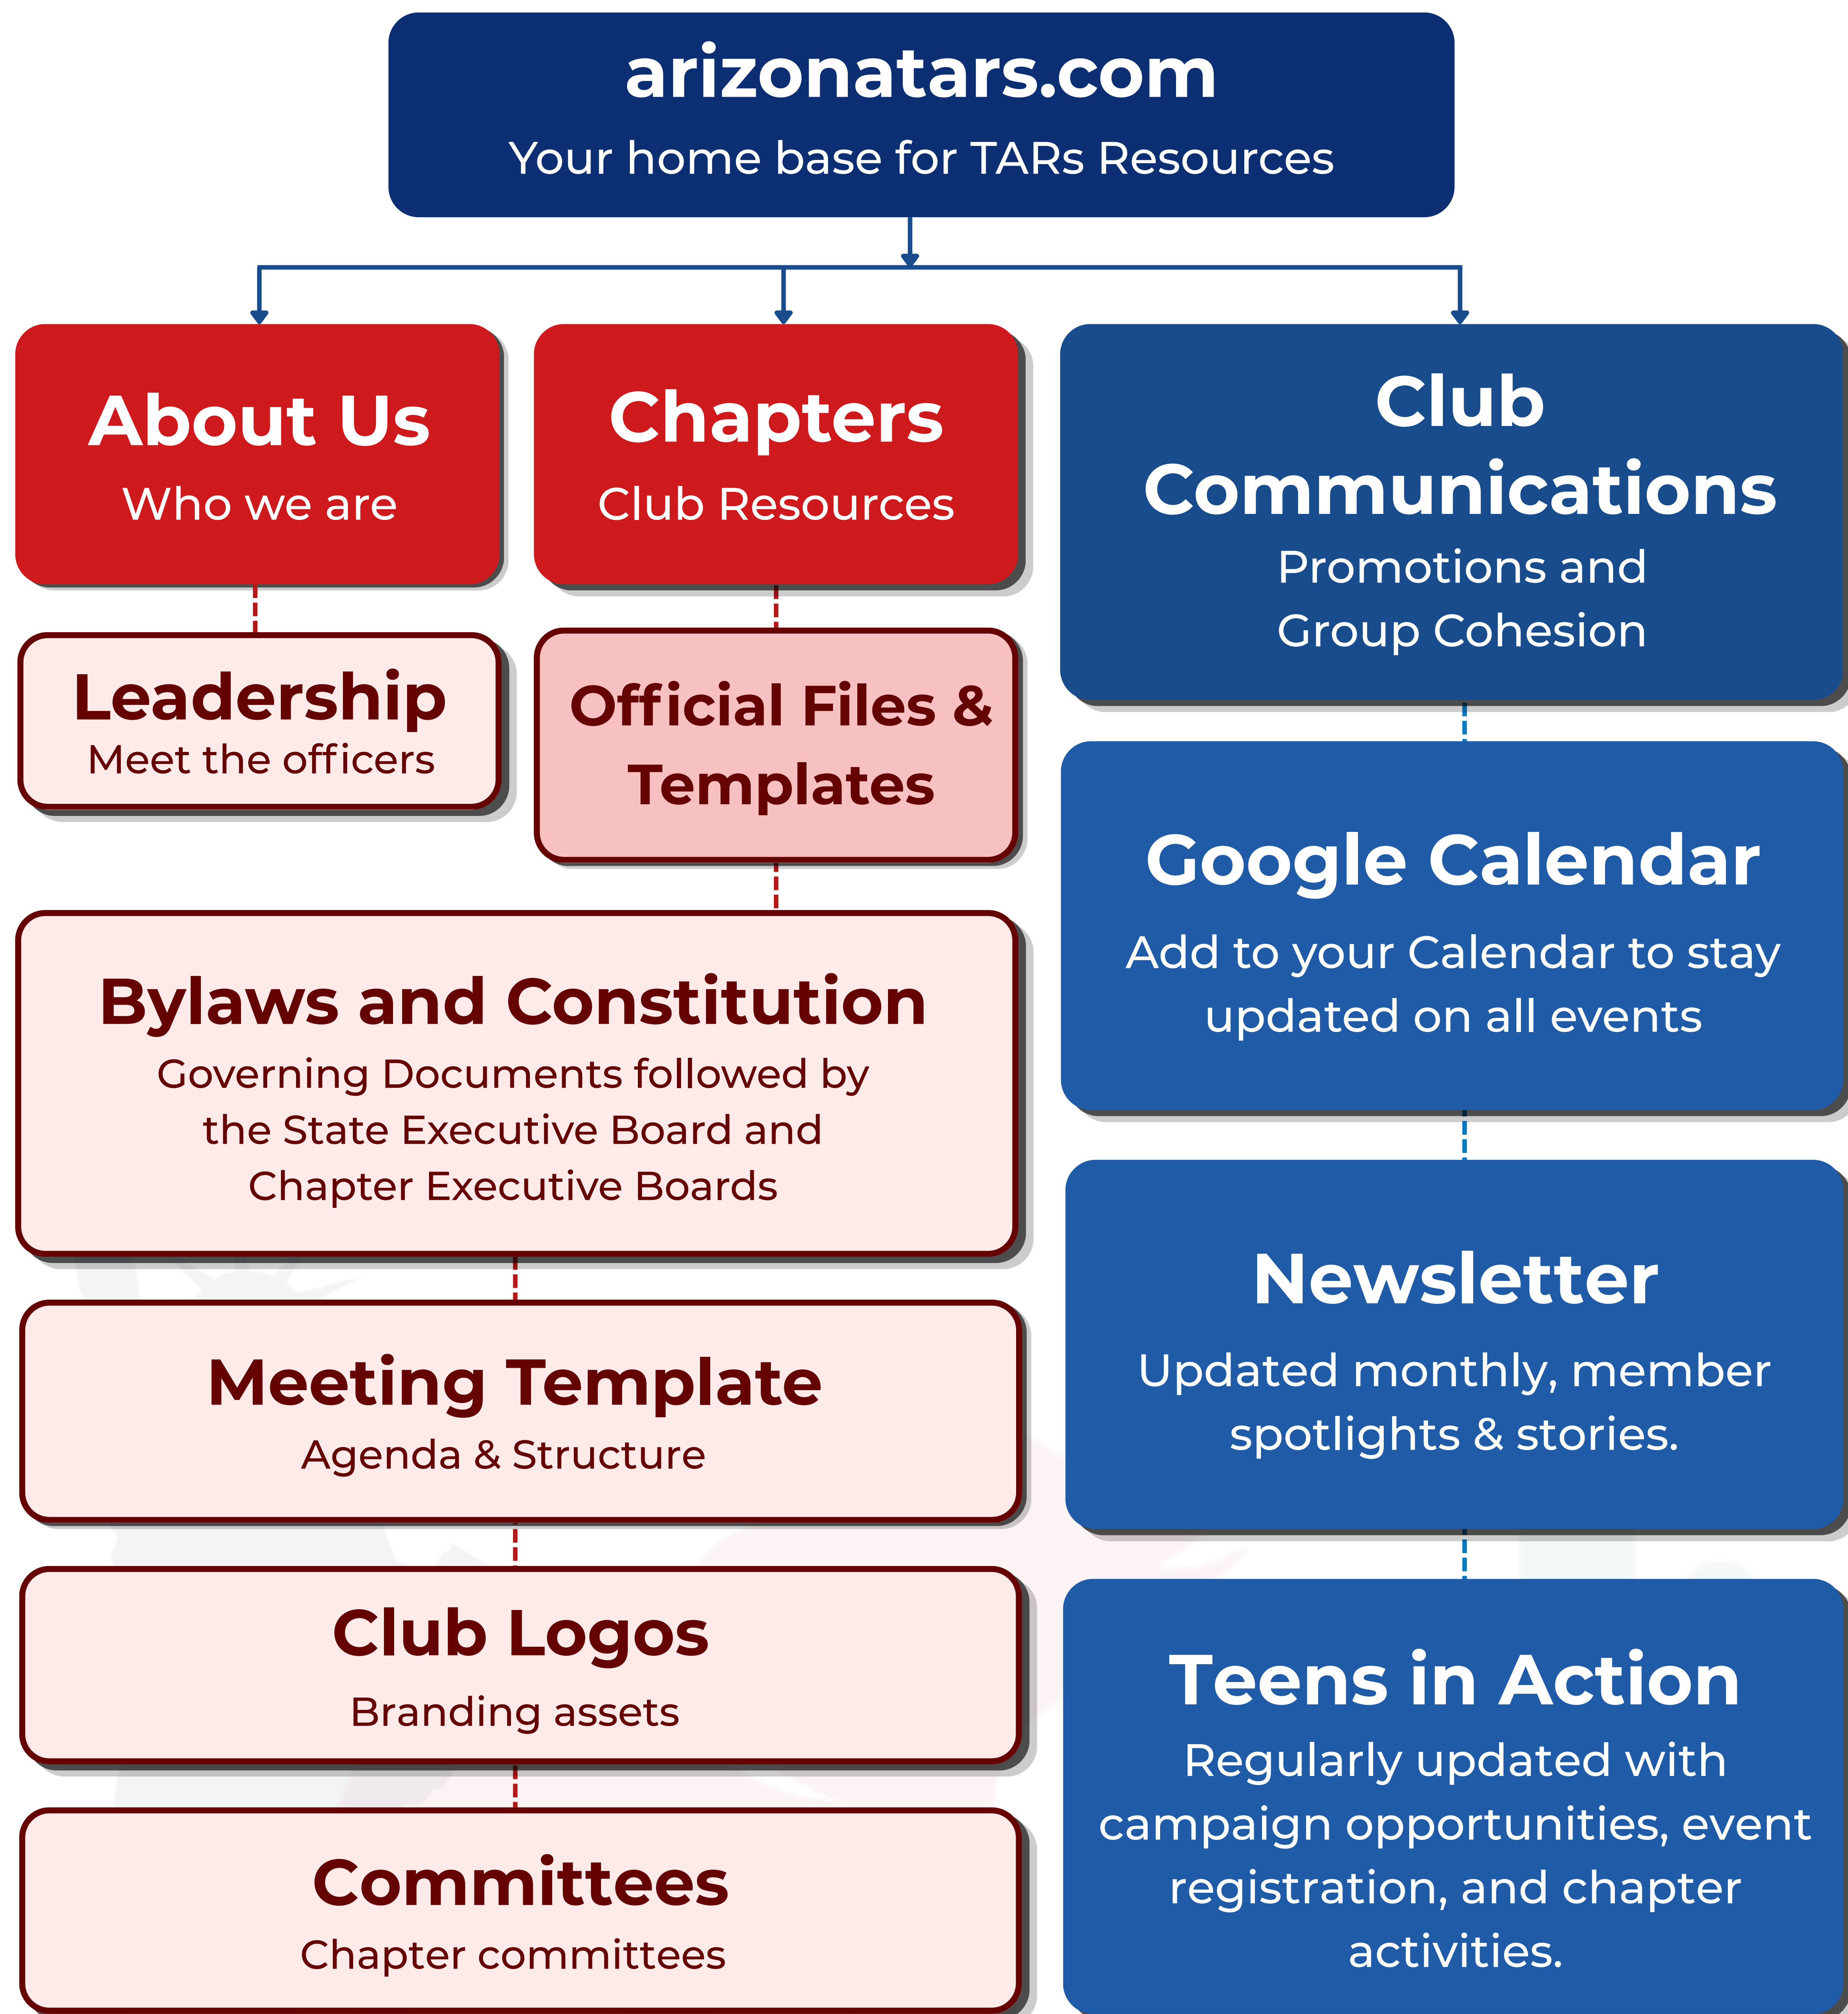 arizonatars.com
Your home base for TARs Resources
About Us
Who we are
Leadership
Meet the officers
Chapters
Club Resources
Official Files &
Templates
Bylaws and Constitution
Governing Documents followed by
the State Executive Board and
Chapter Executive Boards
Meeting Template
Agenda & Structure
Club Logos
Branding assets
Committees
Chapter committees
Club
Communications
Promotions and
Group Cohesion
Google Calendar
Add to your Calendar to stay
updated on all events
Newsletter
Updated monthly, member
spotlights & stories.
Teens in Action
Regularly updated with
campaign opportunities, event
registration, and chapter
activities.